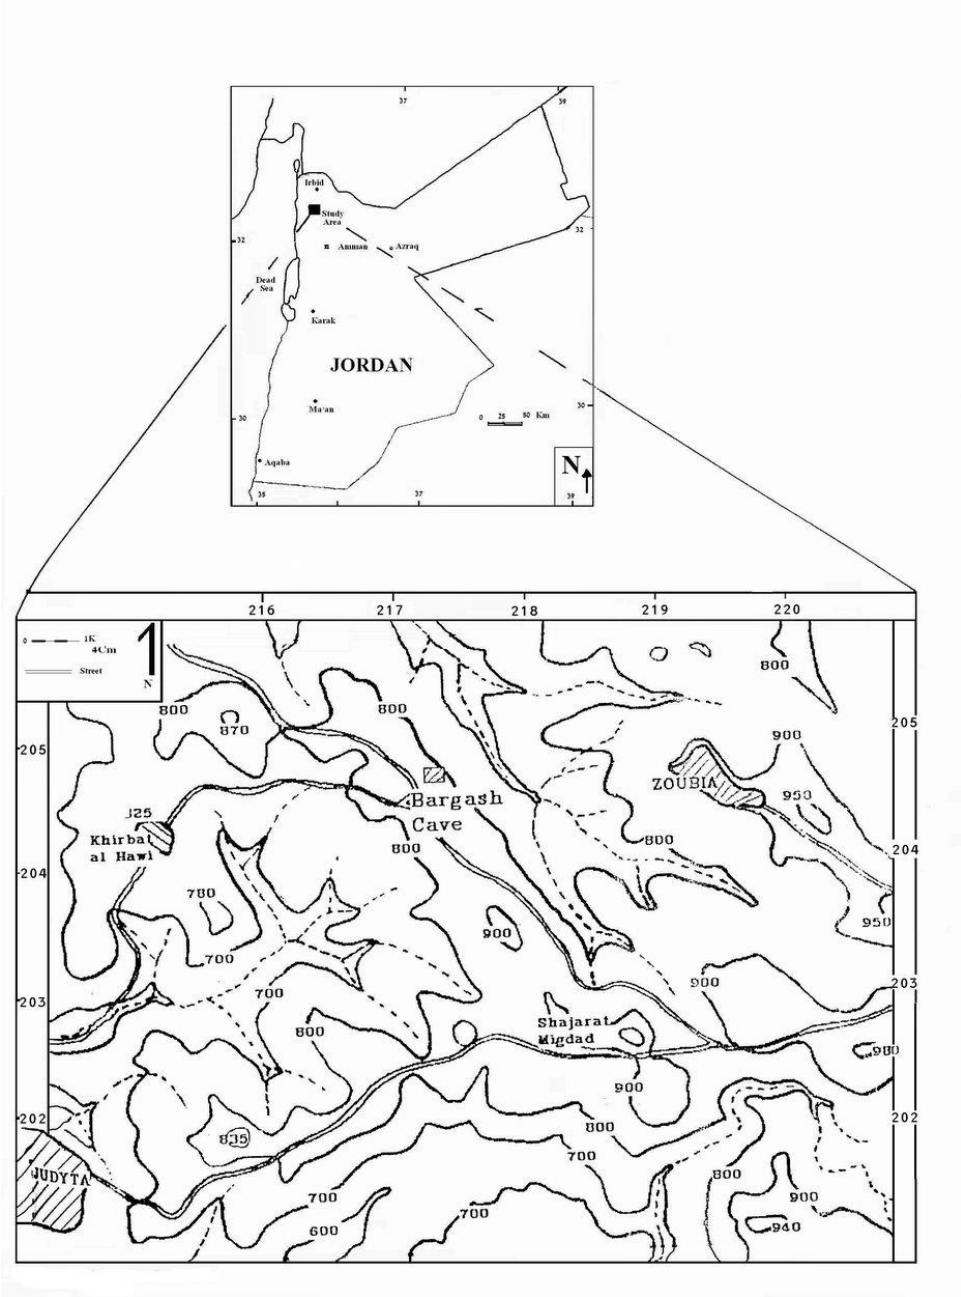 37
39
Irbid
Study
Area
32
32
Amman
Azraq
Dead
Sea
Karak
JORDAN
Ma'an
0 25 50 Km
30
30
N
Aqaba
35
37
39
216
217
218
219
220
0
1K
4Cm
Street
N
800
800
800
870
205
205
900
ZOUBIA
950
Bargash
Cave
Khirbat
al Hawi
800
800
204
204
780
900
950
700
700
900
203
203
800
Shajarat
Migdad
980
900
202
202
835
800
JUDYTA
700
800
700
900
600
700
940